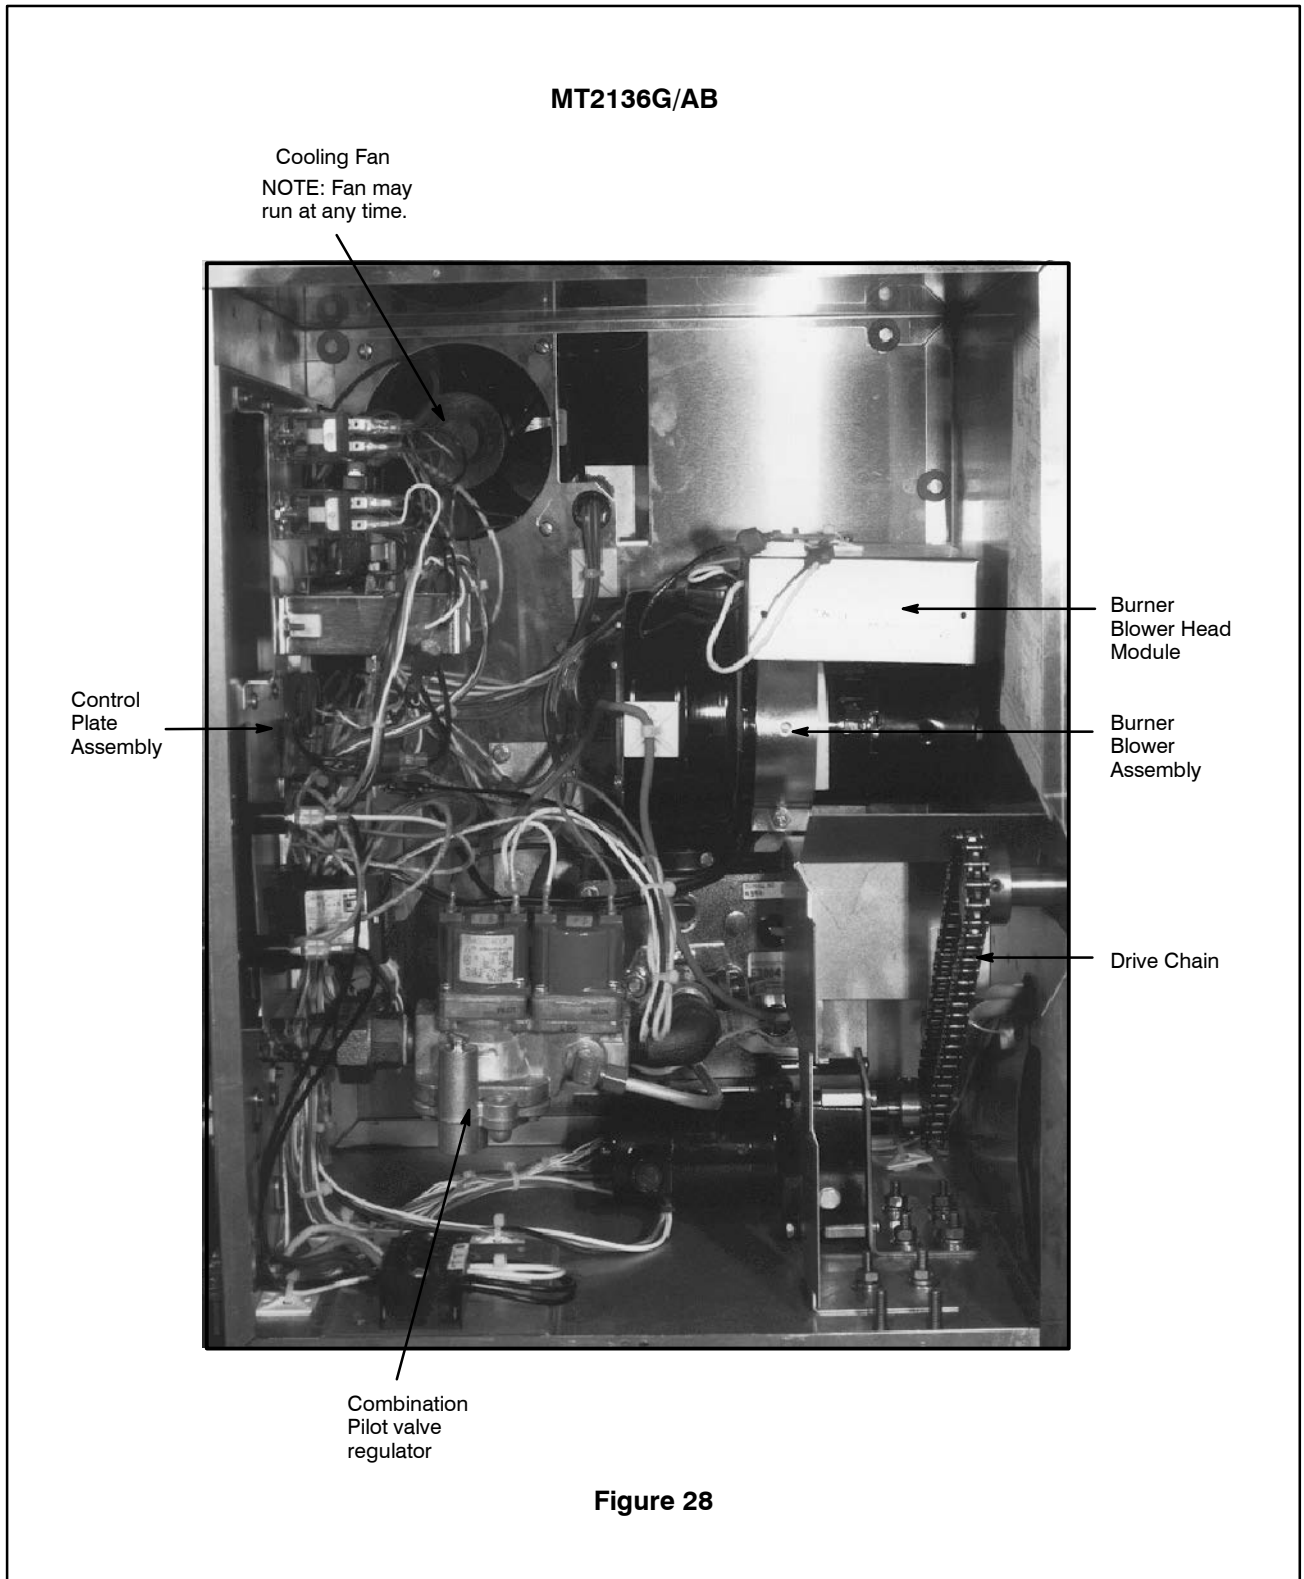 MT2136G/AB
Cooling Fan
NOTE: Fan may
run at any time.
Burner
Blower Head
Module
Control
Plate
Assembly
Burner
Blower
Assembly
Drive Chain
Combination
Pilot valve
regulator
Figure 28